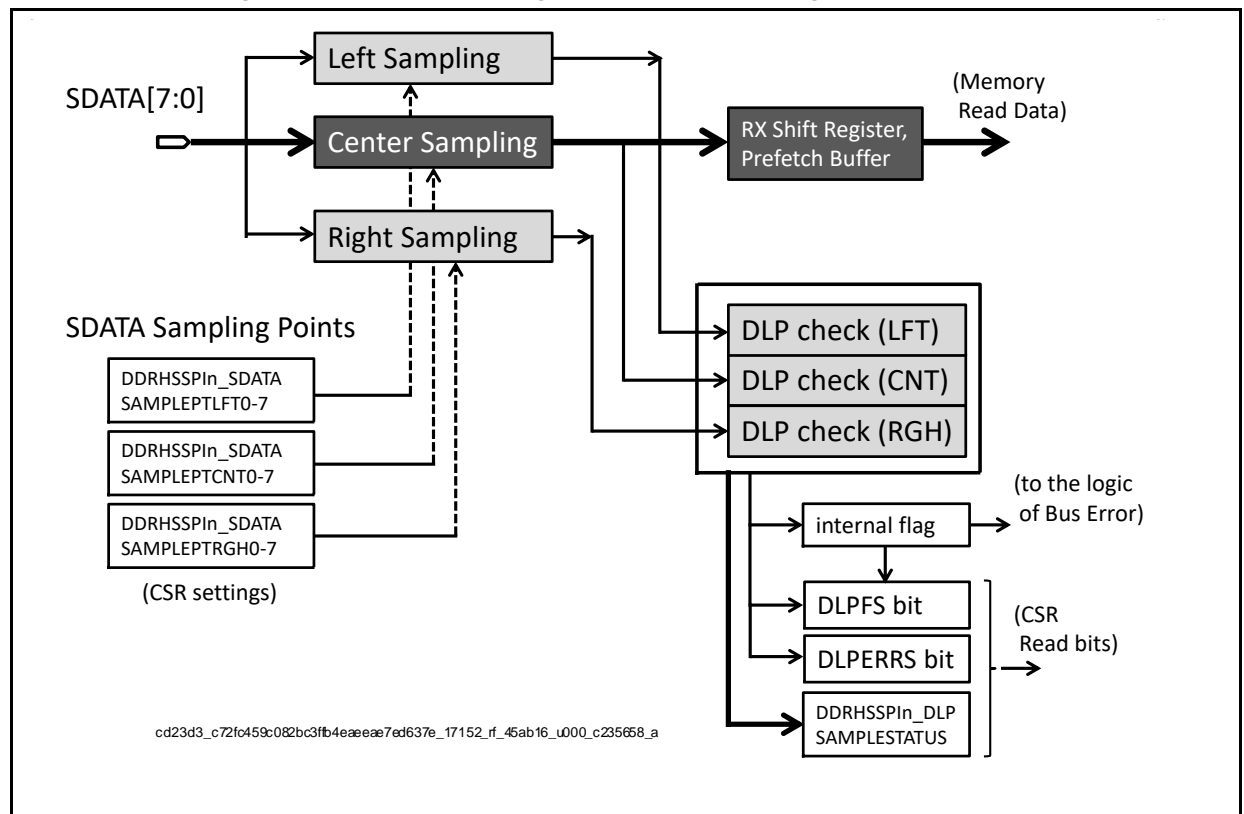 Left Sampling
SDATA[7:0]
Center Sampling
RX Shift Register,
Prefetch Buffer
(Memory
Read Data)
Right Sampling
SDATA Sampling Points
DDRHSSPIn_SDATA
SAMPLEPTLFT0-7
DDRHSSPIn_SDATA
SAMPLEPTCNT0-7
DDRHSSPIn_SDATA
SAMPLEPTRGH0-7
(CSR settings)
DLP check (LFT)
DLP check (CNT)
DLP check (RGH)
internal flag
(to the logic
of Bus Error)
DLPFS bit
DLPERRS bit
DDRHSSPIn_DLP
SAMPLESTATUS
(CSR
Read bits)
cd23d3_c72fc459c082bc3ffb4eaeeae7ed637e_17152_rf_45ab16_u000_c235658_a